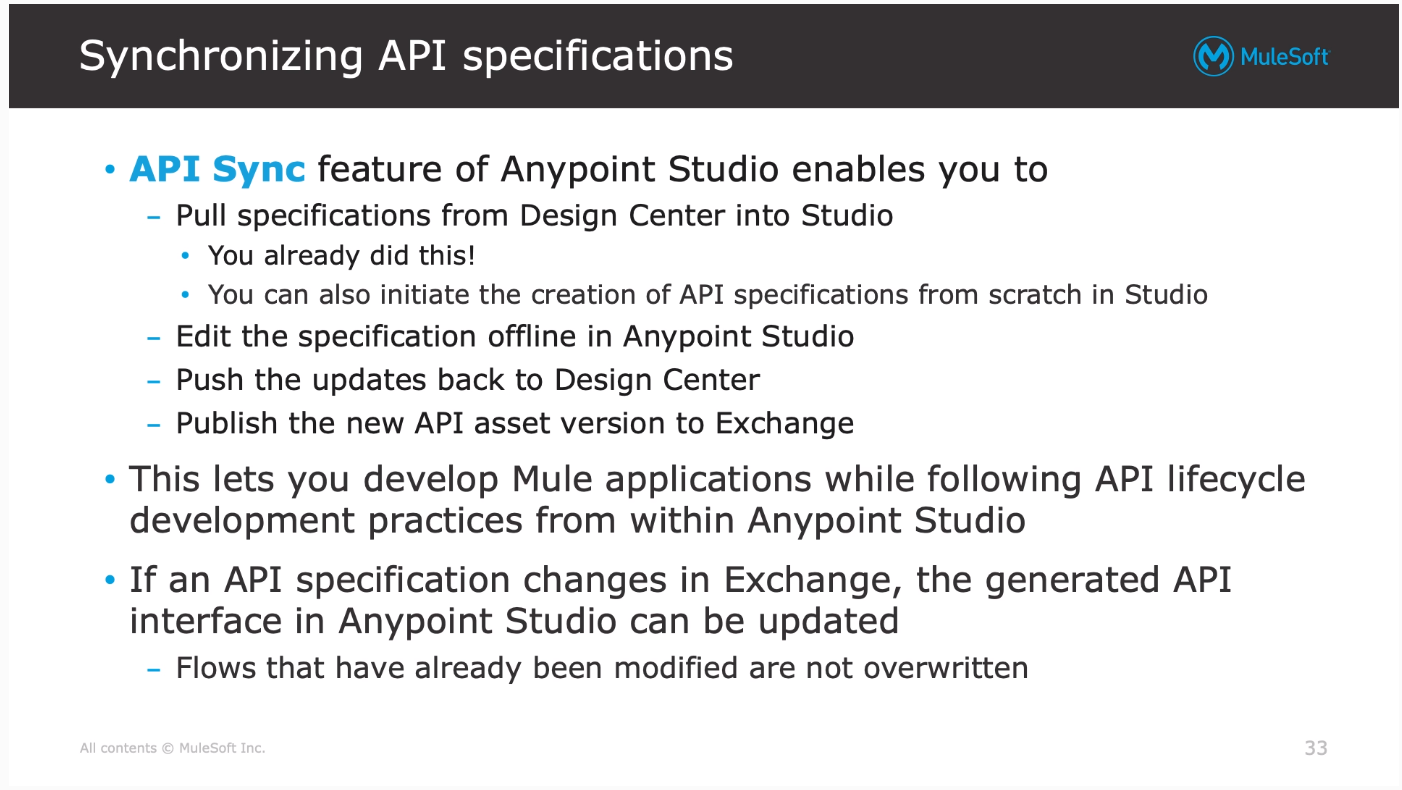 Synchronizing API specifications
MuleSoft
• API Sync feature of Anypoint Studio enables you to
– Pull specifications from Design Center into Studio
• You already did this!
• You can also initiate the creation of API specifications from scratch in Studio
– Edit the specification offline in Anypoint Studio
– Push the updates back to Design Center
– Publish the new API asset version to Exchange
• This lets you develop Mule applications while following API lifecycle
development practices from within Anypoint Studio
• If an API specification changes in Exchange, the generated API
interface in Anypoint Studio can be updated
– Flows that have already been modified are not overwritten
All contents © MuleSoft Inc.
33